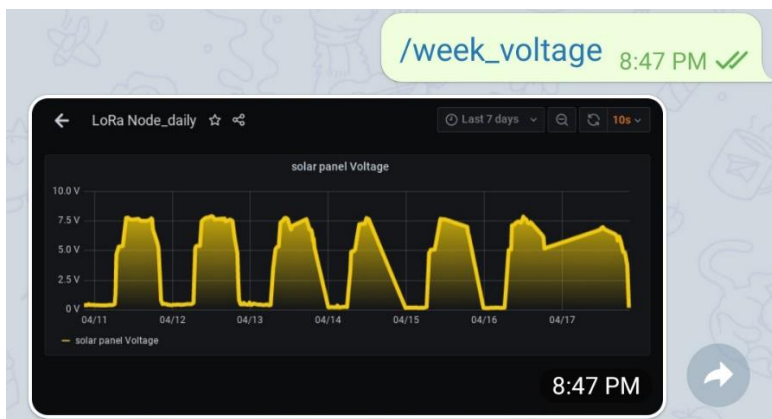 /week_voltage 8:47 PM
LoRa Node_daily Last 7 days 10s
solar panel Voltage
10.0 V
7.5 V
5.0 V
2.5 V
0 V
04/11 04/12 04/13 04/14 04/15 04/16 04/17
solar panel Voltage
8:47 PM